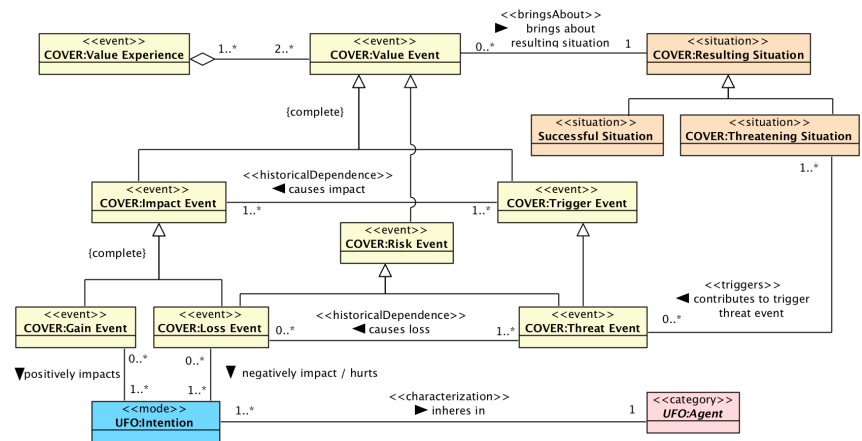 <<bringsAbout>>
brings about
resulting situation
<<event>>
COVER:Value Experience
1..*
2..*
<<event>>
COVER:Value Event
0..*
1
<<situation>>
COVER:Resulting Situation
{complete}
<<situation>>
Successful Situation
<<situation>>
COVER:Threatening Situation
1..*
<<historicalDependence>>
causes impact
<<event>>
COVER:Impact Event
1..*
1..*
<<event>>
COVER:Trigger Event
<<event>>
COVER:Risk Event
{complete}
<<triggers>>
contributes to trigger
threat event
0..*
<<event>>
COVER:Gain Event
<<event>>
COVER:Loss Event
<<historicalDependence>>
causes loss
0..*
1..*
<<event>>
COVER:Threat Event
0..*
0..*
positively impacts
negatively impact / hurts
1..*
1..*
<<mode>>
UFO:Intention
<<characterization>>
inheres in
1..*
1
<<category>>
UFO:Agent